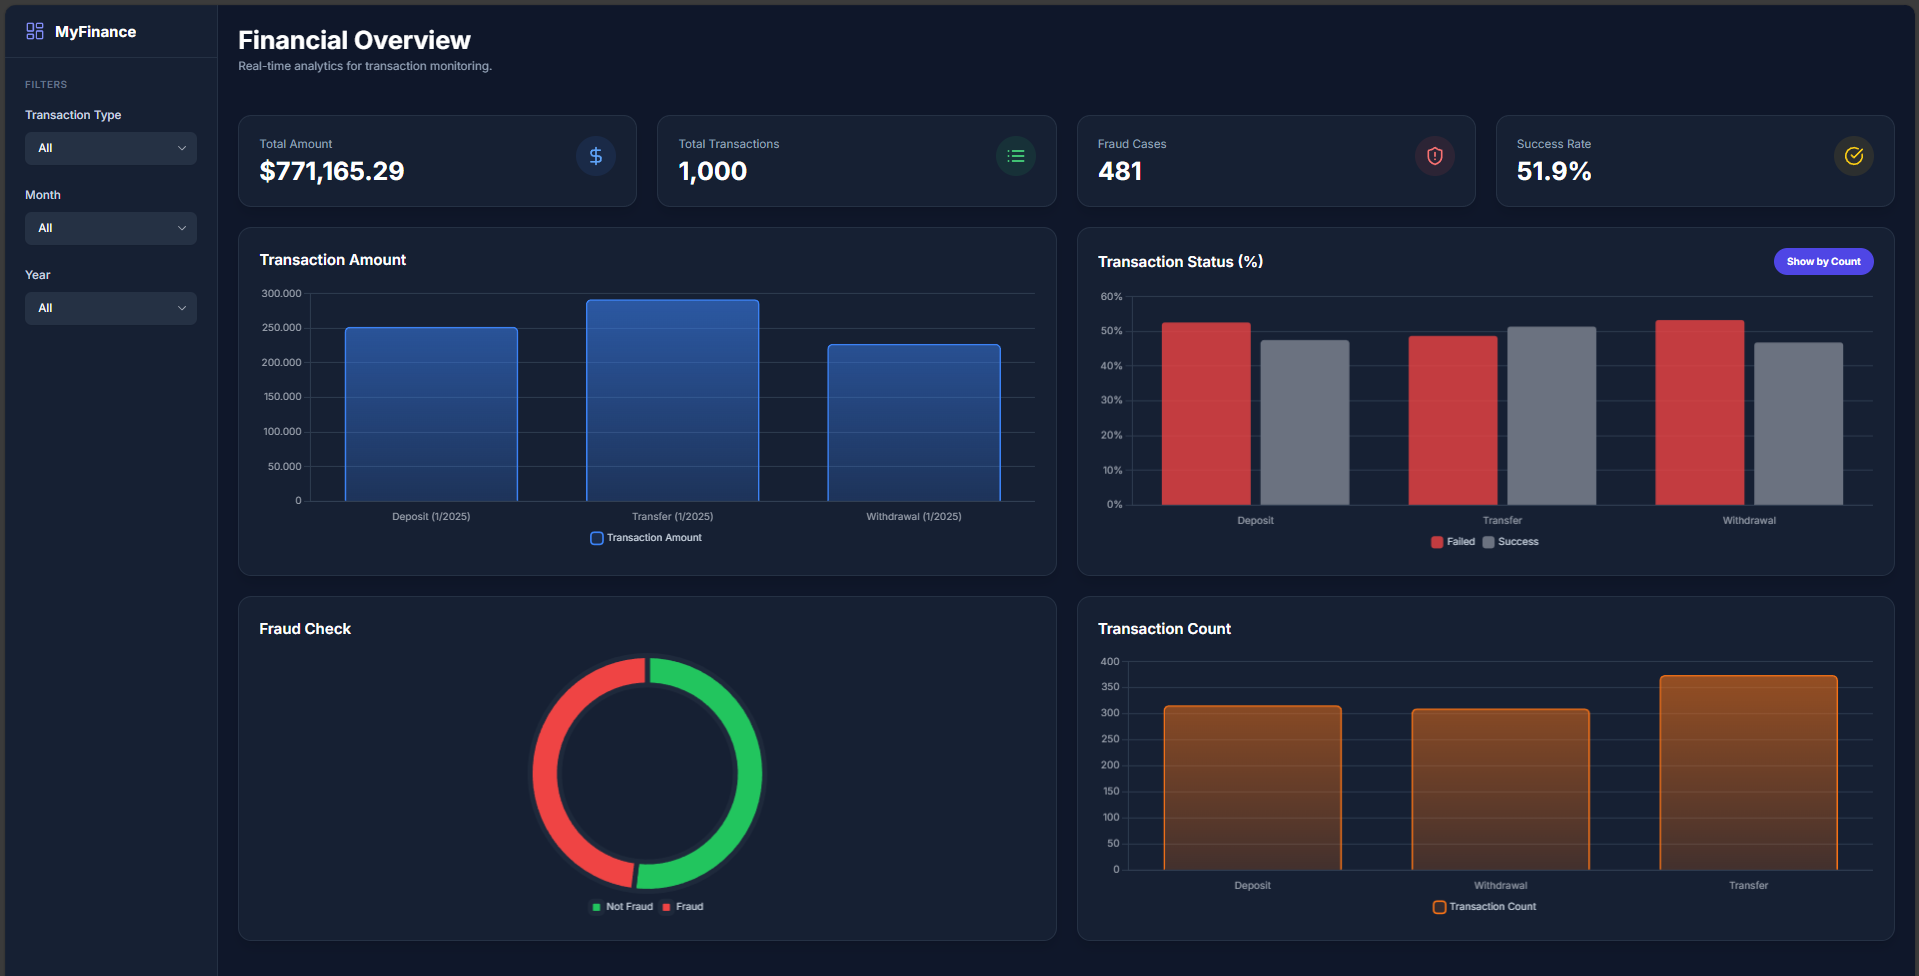 MyFinance
FILTERS
Transaction Type
All
Month
All
Year
All
Financial Overview
Real-time analytics for transaction monitoring.
Total Amount
$771,165.29
Total Transactions
1,000
Fraud Cases
481
Success Rate
51.9%
Transaction Amount
300.000
250.000
200.000
150.000
100.000
50.000
0
Deposit (1/2025)
Transfer (1/2025)
Withdrawal (1/2025)
Transaction Amount
Transaction Status (%)
Show by Count
60%
50%
40%
30%
20%
10%
0%
Deposit
Transfer
Withdrawal
Failed
Success
Fraud Check
Not Fraud
Fraud
Transaction Count
400
350
300
250
200
150
100
50
0
Deposit
Withdrawal
Transfer
Transaction Count